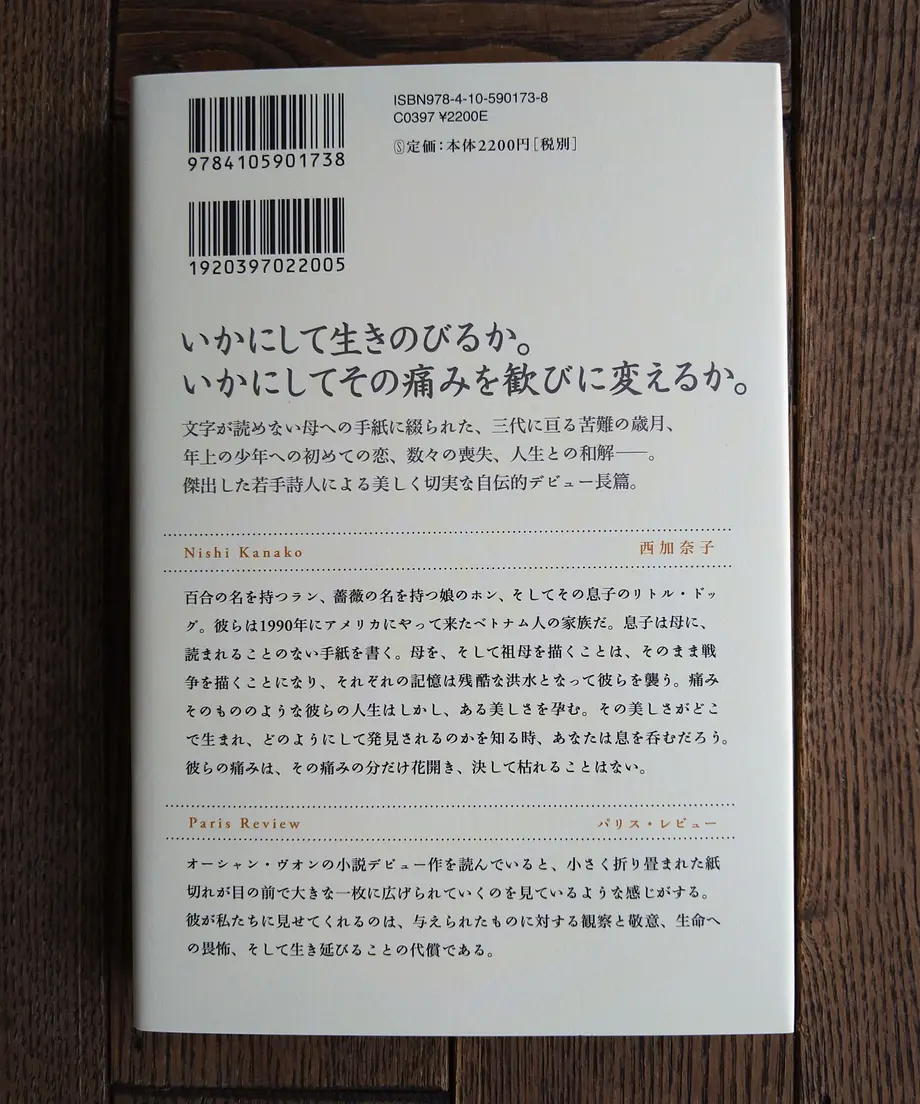 9784105901738
ISBN978-4-10-590173-8
C0397 ¥2200E
Ⓢ定価:本体2200円[税別]
1920397022005
いかにして生きのびるか。
いかにしてその痛みを歓びに変えるか。
文字が読めない母への手紙に綴られた、三代に亘る苦難の歳月、
年上の少年への初めての恋、数々の喪失、人生との和解——。
傑出した若手詩人による美しく切実な自伝的デビュー長篇。
Nishi Kanako 西加奈子
百合の名を持つラン、薔薇の名を持つ娘のホン、そしてその息子のリトル・ドッ
グ。彼らは1990年にアメリカにやって来たベトナム人の家族だ。息子は母に、
読まれることのない手紙を書く。母を、そして祖母を描くことは、そのまま戦
争を描くことになり、それぞれの記憶は残酷な洪水となって彼らを襲う。痛み
そのもののような彼らの人生はしかし、ある美しさを孕む。その美しさがどこ
で生まれ、どのようにして発見されるのかを知る時、あなたは息を呑むだろう。
彼らの痛みは、その痛みの分だけ花開き、決して枯れることはない。
Paris Review パリス・レビュー
オーシャン・ヴオンの小説デビュー作を読んでいると、小さく折り畳まれた紙
切れが目の前で大きな一枚に広げられていくのを見ているような感じがする。
彼が私たちに見せてくれるのは、与えられたものに対する観察と敬意、生命へ
の畏怖、そして生き延びることの代償である。